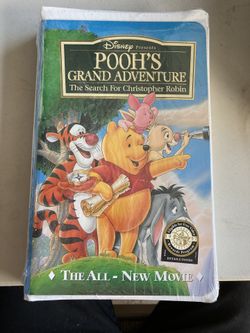 Disney Presents
POOH'S
GRAND ADVENTURE
The Search For Christopher Robin
THE ALL-NEW MOVIE